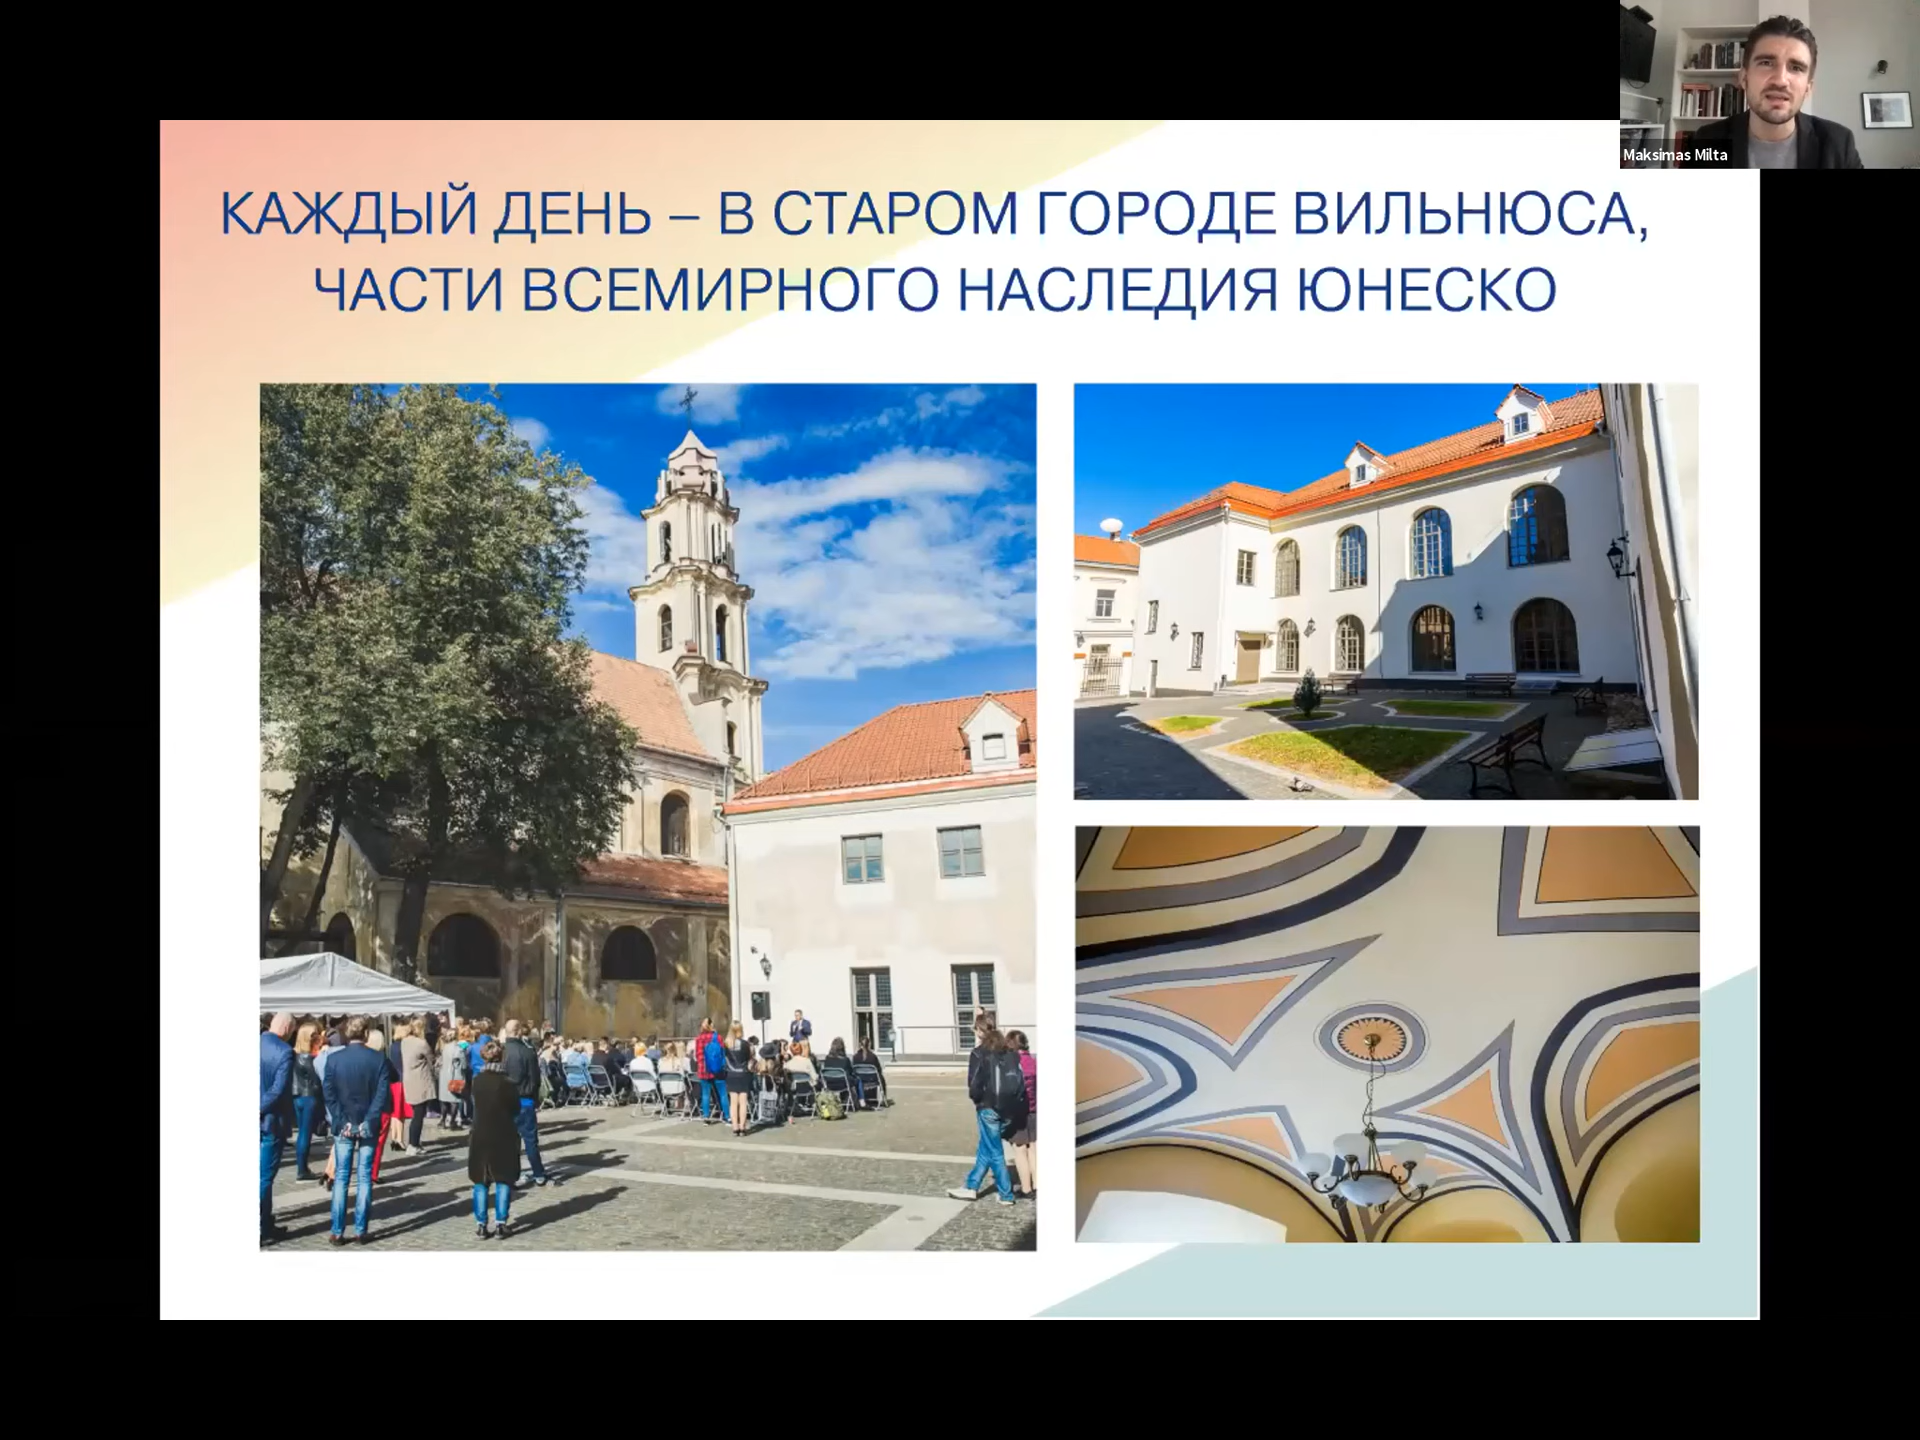 Maksimas Milta
КАЖДЫЙ ДЕНЬ – В СТАРОМ ГОРОДЕ ВИЛЬНЮСА,
ЧАСТИ ВСЕМИРНОГО НАСЛЕДИЯ ЮНЕСКО